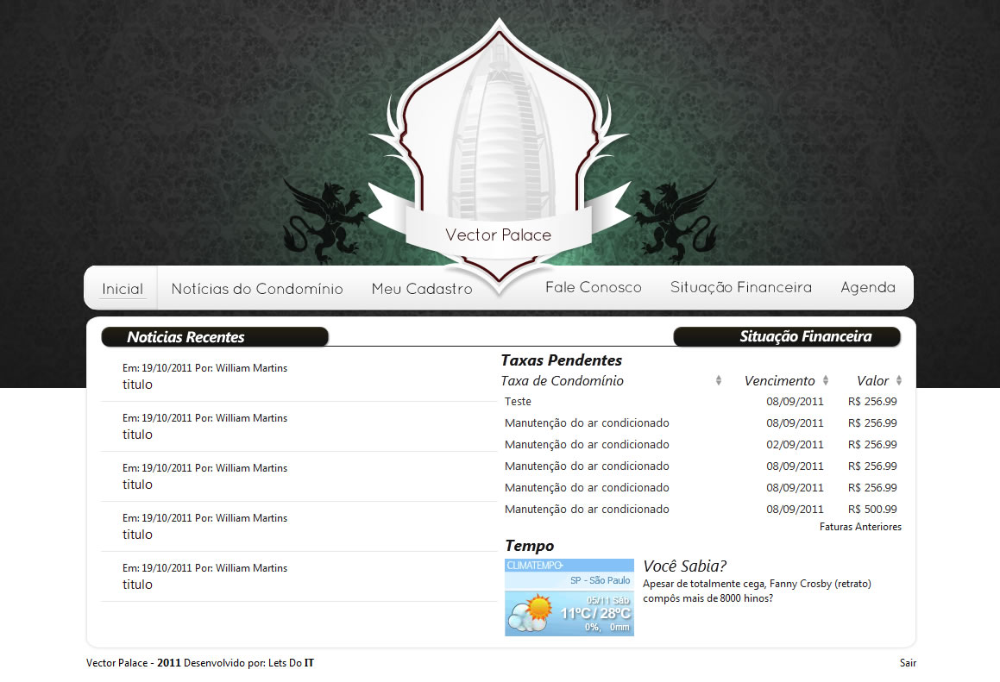 Vector Palace
Inicial Notícias do Condomínio Meu Cadastro Fale Conosco Situação Financeira Agenda
Noticias Recentes
Em: 19/10/2011 Por: William Martins
titulo
Em: 19/10/2011 Por: William Martins
titulo
Em: 19/10/2011 Por: William Martins
titulo
Em: 19/10/2011 Por: William Martins
titulo
Em: 19/10/2011 Por: William Martins
titulo
Situação Financeira
Taxas Pendentes
Taxa de Condomínio Vencimento Valor
Teste 08/09/2011 R$ 256.99
Manutenção do ar condicionado 08/09/2011 R$ 256.99
Manutenção do ar condicionado 02/09/2011 R$ 256.99
Manutenção do ar condicionado 08/09/2011 R$ 256.99
Manutenção do ar condicionado 08/09/2011 R$ 256.99
Manutenção do ar condicionado 08/09/2011 R$ 500.99
Faturas Anteriores
Tempo
CLIMATEMPO
SP - São Paulo
05/11 Sáb
11ºC / 28ºC
0%, 0mm
Você Sabia?
Apesar de totalmente cega, Fanny Crosby (retrato)
compôs mais de 8000 hinos?
Vector Palace - 2011 Desenvolvido por: Lets Do IT Sair